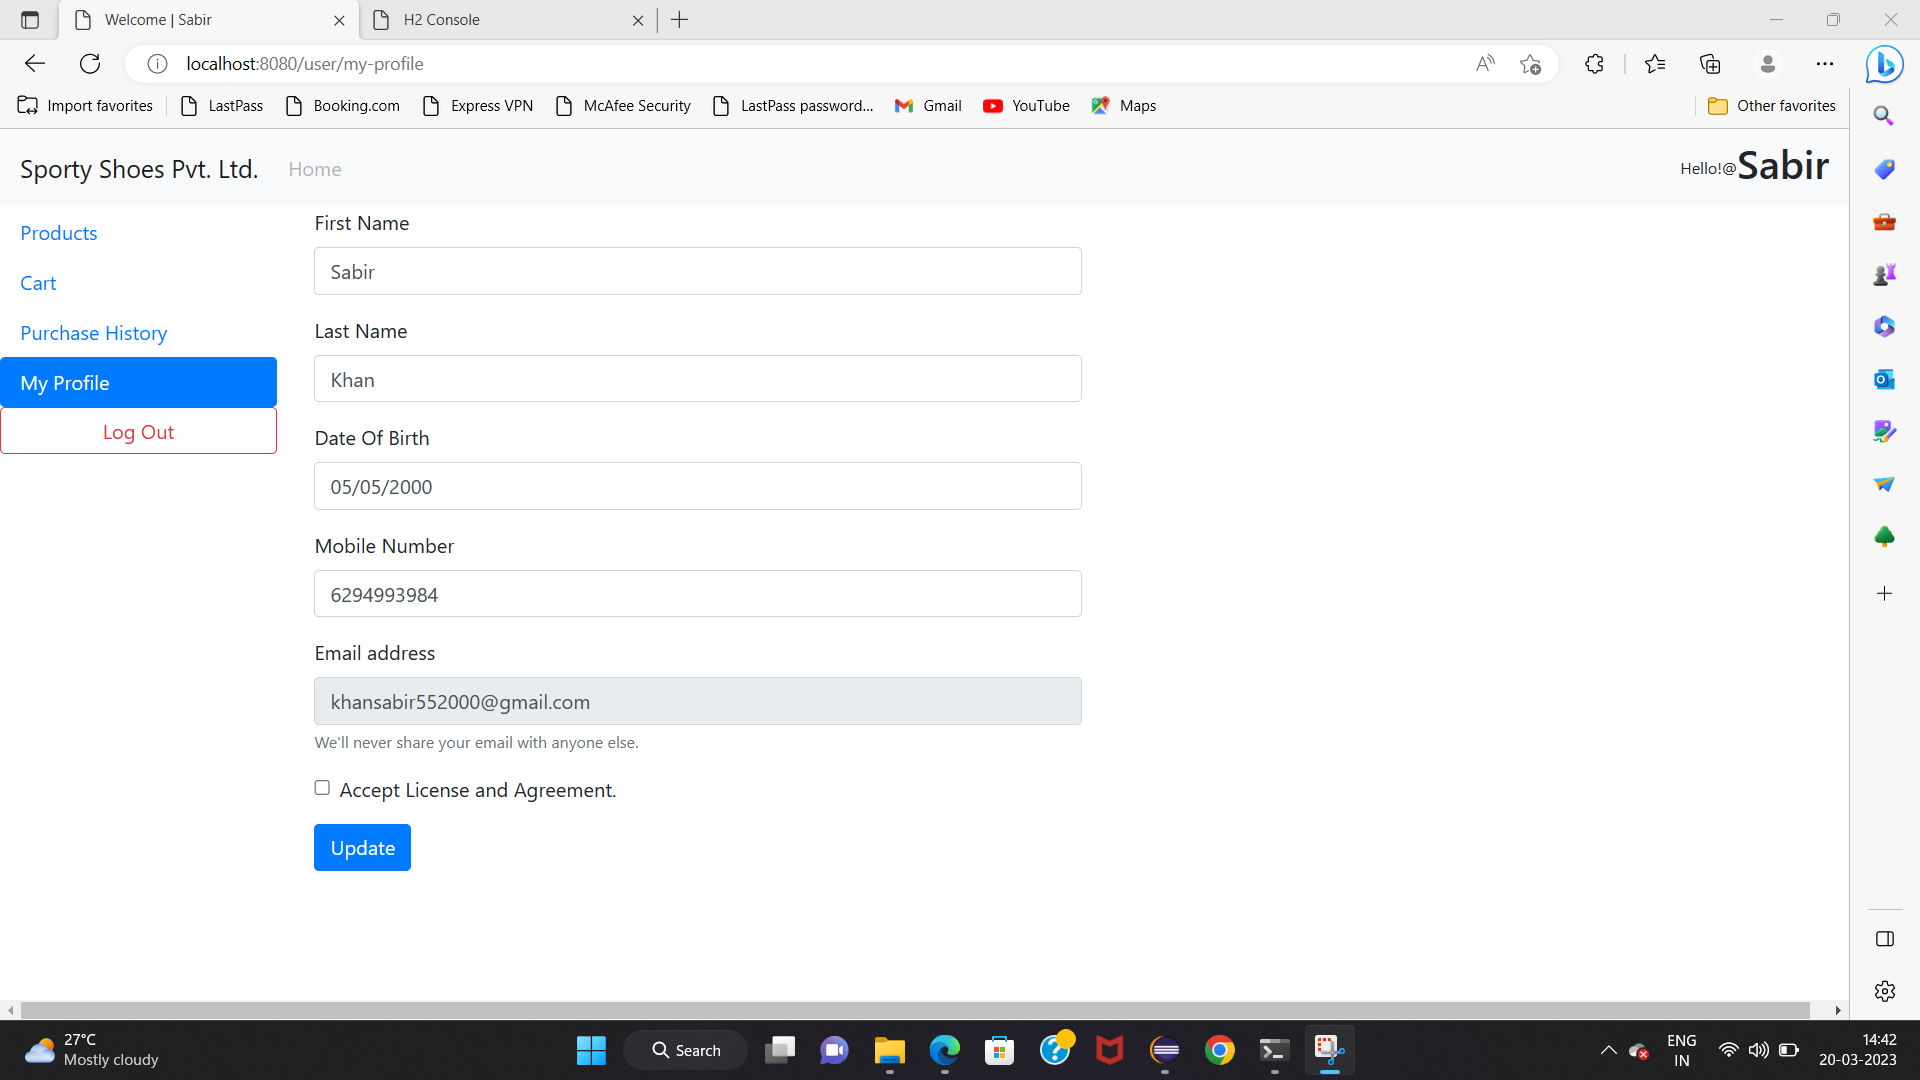 Welcome | Sabir
H2 Console
localhost:8080/user/my-profile
Import favorites
LastPass
Booking.com
Express VPN
McAfee Security
LastPass password...
Gmail
YouTube
Maps
Other favorites
Sporty Shoes Pvt. Ltd.
Home
Hello!@Sabir
Products
Cart
Purchase History
My Profile
Log Out
First Name
Sabir
Last Name
Khan
Date Of Birth
05/05/2000
Mobile Number
6294993984
Email address
khansabir552000@gmail.com
We'll never share your email with anyone else.
Accept License and Agreement.
Update
27°C
Mostly cloudy
Search
ENG
IN
14:42
20-03-2023